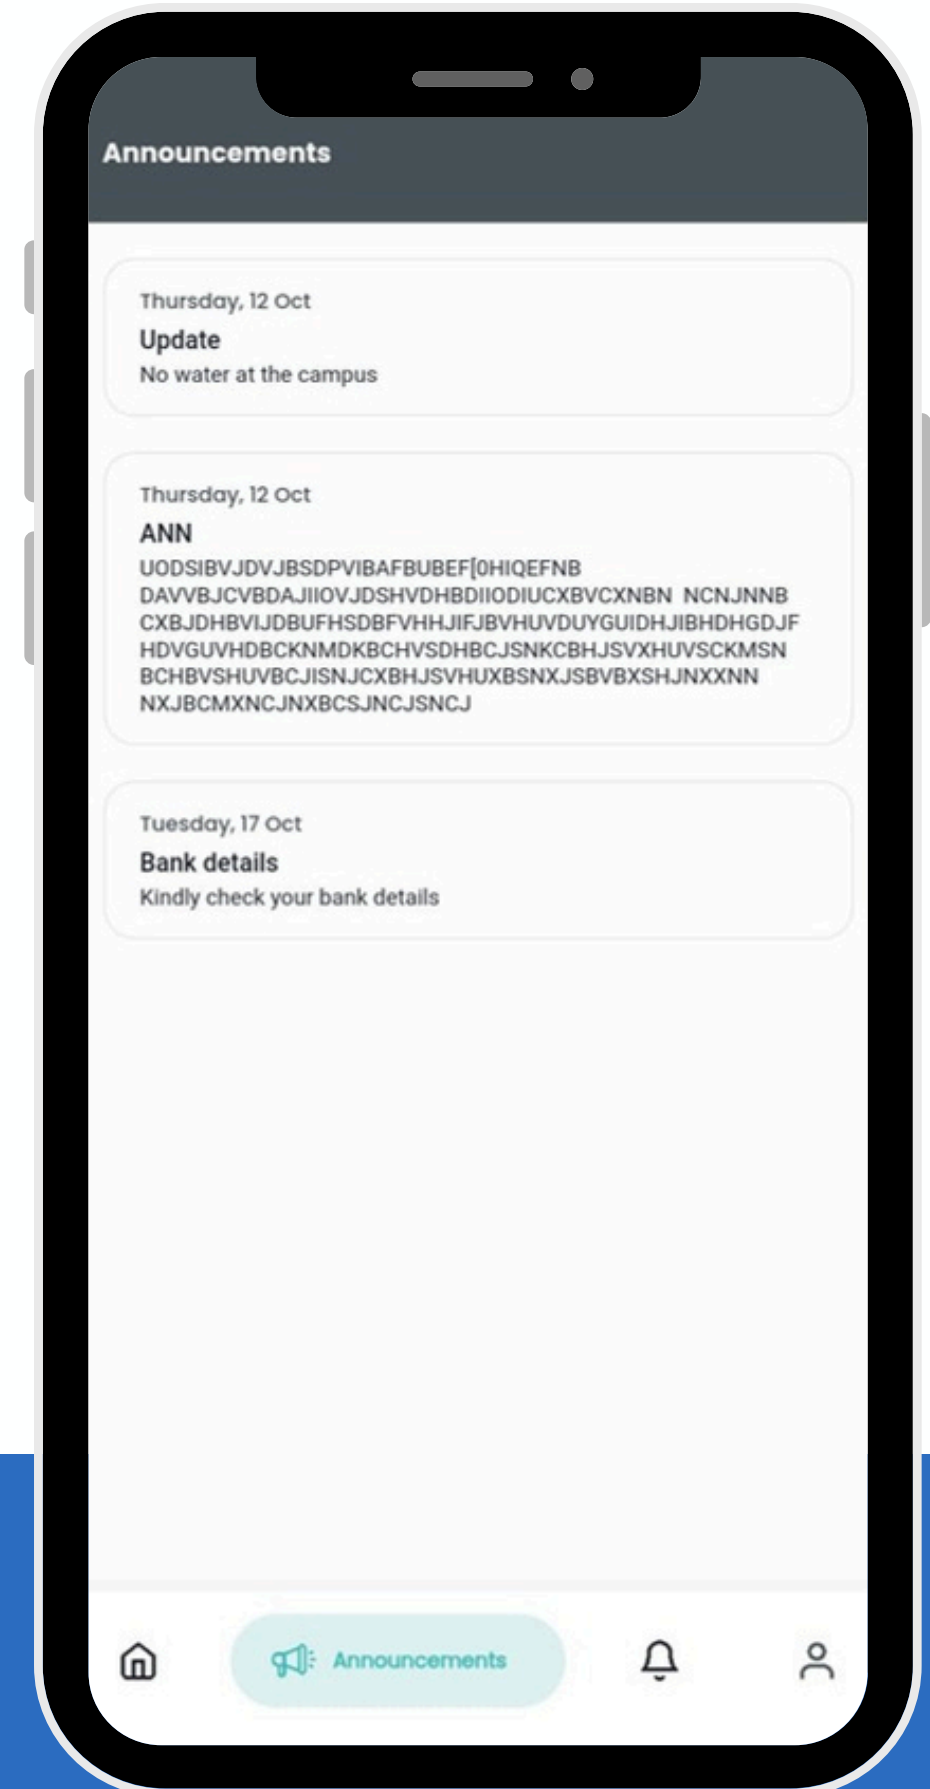 Announcements
Thursday, 12 Oct
Update
No water at the campus
Thursday, 12 Oct
ANN
UODSIBVJDVJBSDPVIBAFBUBEF[0HIQEFNB
DAVVBJCVBDAJIIOVJDSHVDHBDIIODIUCXBVCXNBN  NCNJNNB
CXBJDHBVIJDBUFHSDBFVHHJIFJBVHUVDUYGUIDHJIBHDHGDJF
HDVGUVHDBCKNMDKBCHVSDHBCJSNKCBHJSVXHUVSCKMSN
BCHBVSHUVBCJISNJCXBHJSVHUXBSNXJSBVBXSHJNXXNN
NXJBCMXNCJNXBCSJNCJSNCJ
Tuesday, 17 Oct
Bank details
Kindly check your bank details
Announcements